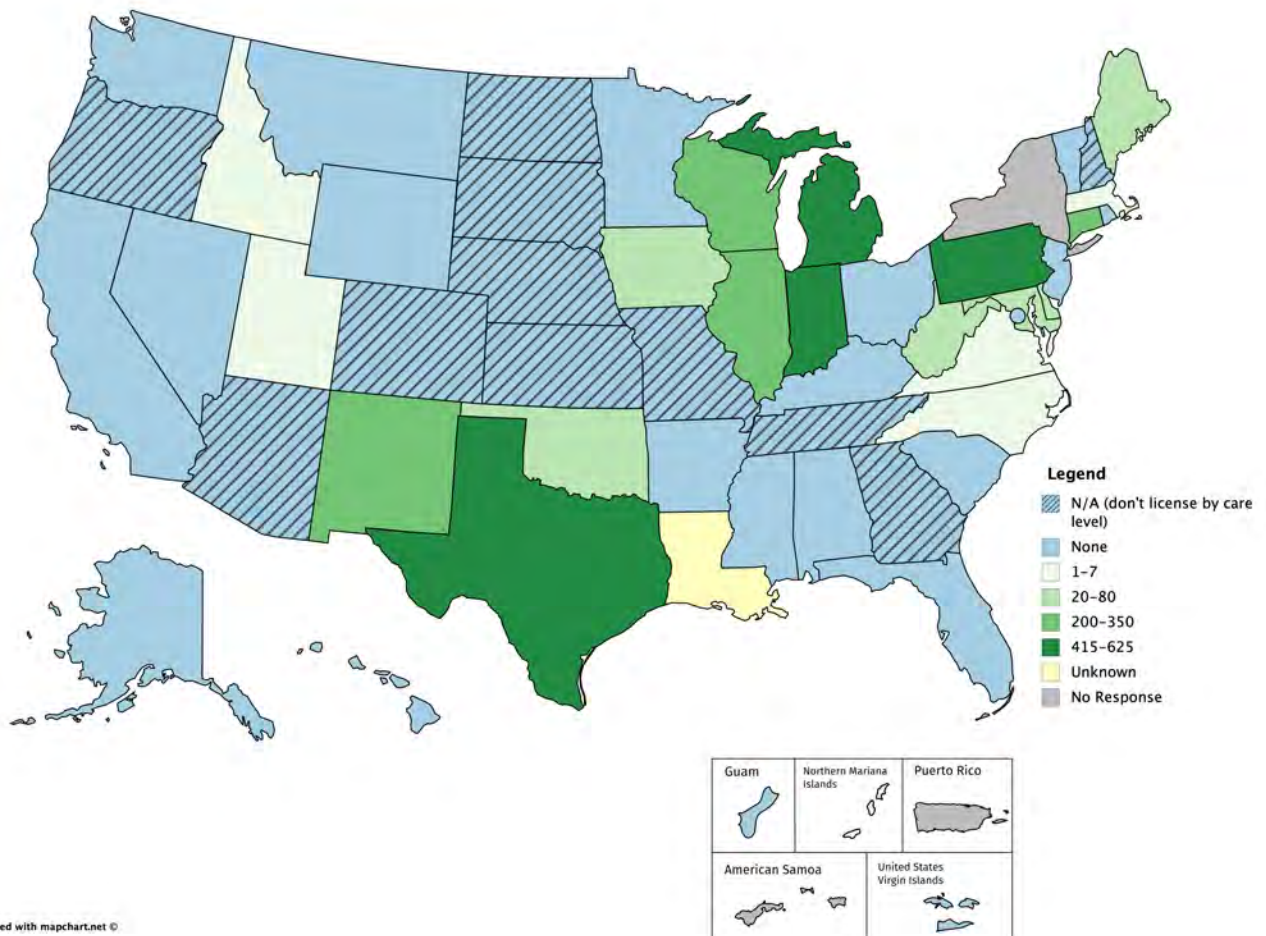 Legend
N/A (don't license by care
level)
None
1-7
20-80
200-350
415-625
Unknown
No Response
Guam
Northern Mariana
Islands
Puerto Rico
American Samoa
United States
Virgin Islands
ed with mapchart.net ©